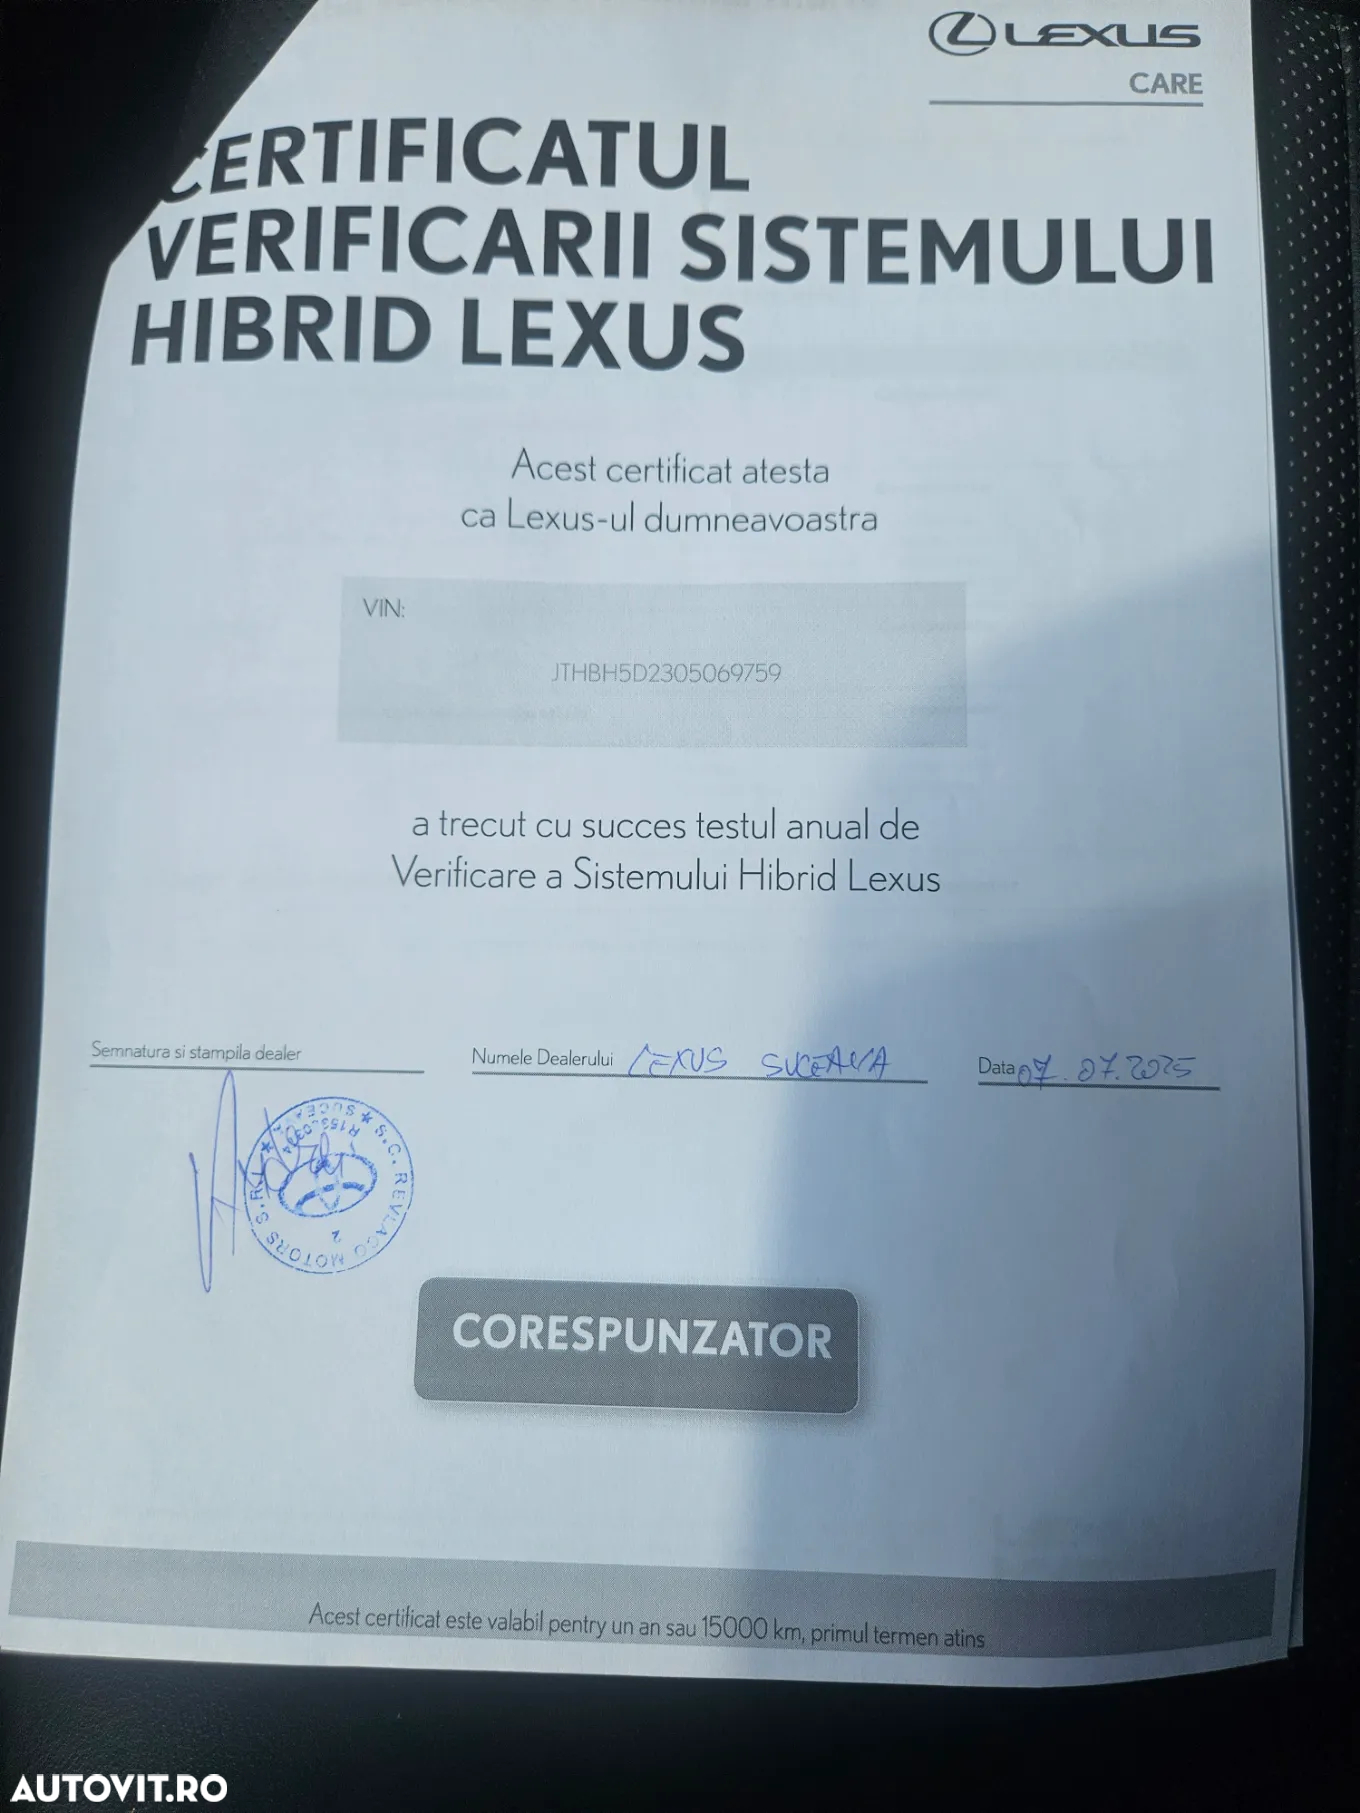 LEXUS
CARE
CERTIFICATUL
VERIFICARII SISTEMULUI
HIBRID LEXUS
Acest certificat atesta
ca Lexus-ul dumneavoastra
VIN:
JTHBH5D2305069759
a trecut cu succes testul anual de
Verificare a Sistemului Hibrid Lexus
Semnatura si stampila dealer
Numele Dealerului LEXUS SUCEAVA
Data 07.07.2025
S.C. REVLACO MOTORS S.R.L.
2
CORESPUNZATOR
Acest certificat este valabil pentru un an sau 15000 km, primul termen atins
AUTOVIT.RO